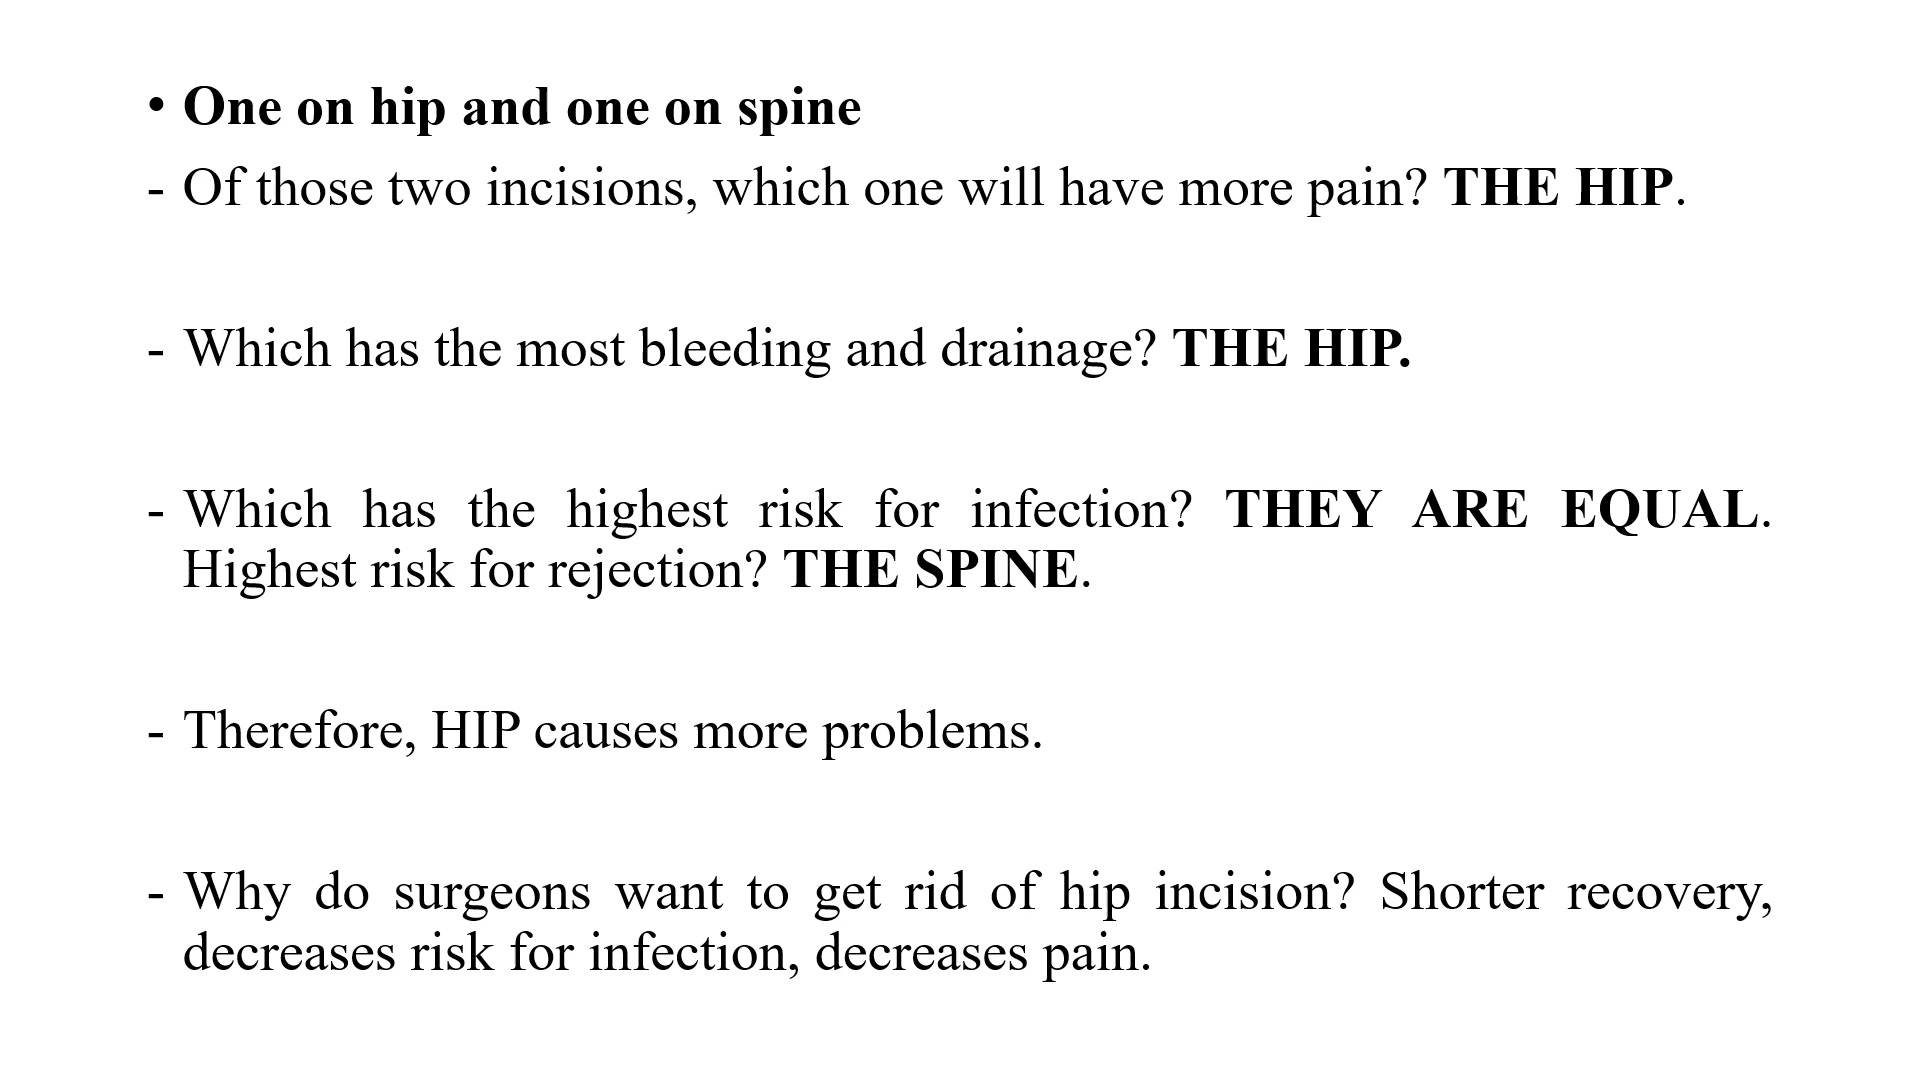 • One on hip and one on spine
- Of those two incisions, which one will have more pain? THE HIP.
- Which has the most bleeding and drainage? THE HIP.
- Which has the highest risk for infection? THEY ARE EQUAL.
Highest risk for rejection? THE SPINE.
- Therefore, HIP causes more problems.
- Why do surgeons want to get rid of hip incision? Shorter recovery,
decreases risk for infection, decreases pain.